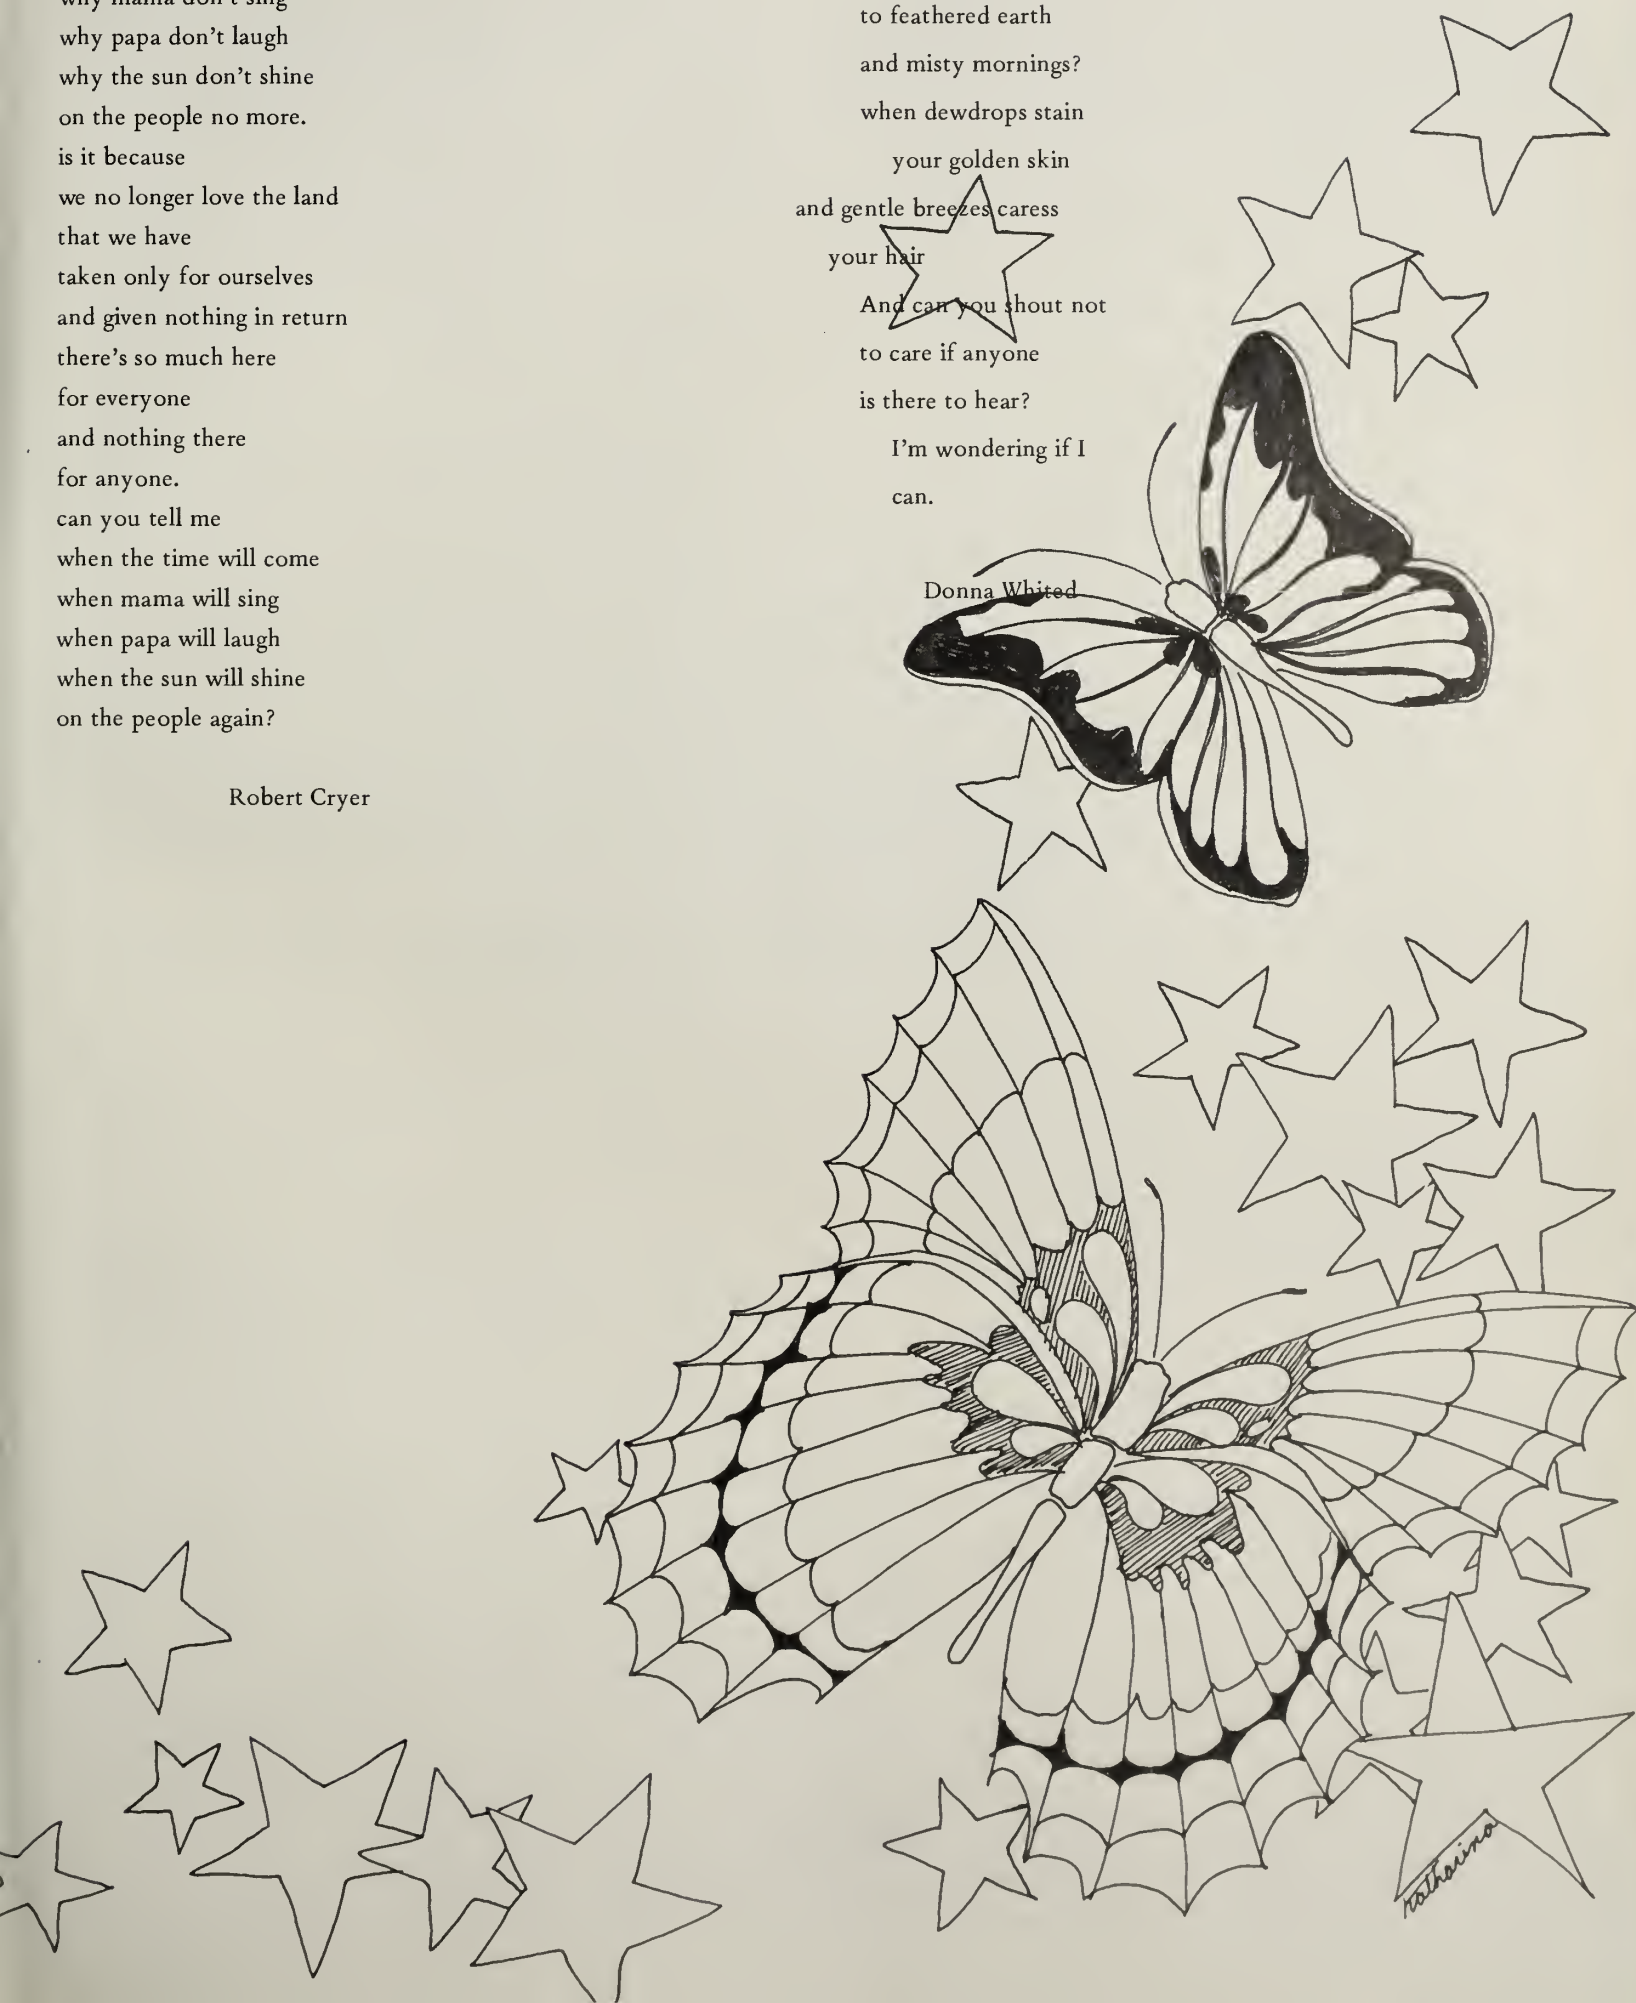 why mama don't sing
why papa don't laugh
why the sun don't shine
on the people no more.
is it because
we no longer love the land
that we have
taken only for ourselves
and given nothing in return
there's so much here
for everyone
and nothing there
for anyone.
can you tell me
when the time will come
when mama will sing
when papa will laugh
when the sun will shine
on the people again?
Robert Cryer
to feathered earth
and misty mornings?
when dewdrops stain
your golden skin
and gentle breezes caress
your hair
And can you shout not
to care if anyone
is there to hear?
I'm wondering if I
can.
Donna Whited
katharina